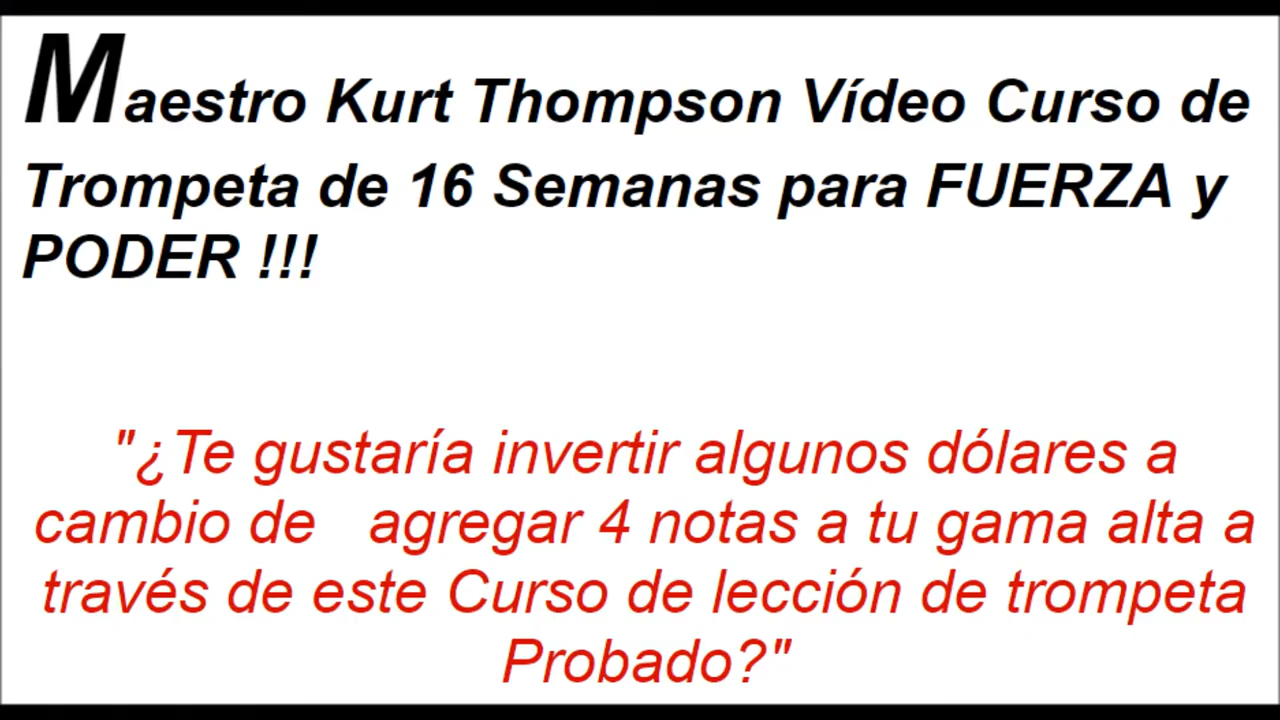 Maestro Kurt Thompson Vídeo Curso de
Trompeta de 16 Semanas para FUERZA y
PODER !!!
"¿Te gustaría invertir algunos dólares a
cambio de agregar 4 notas a tu gama alta a
través de este Curso de lección de trompeta
Probado?"